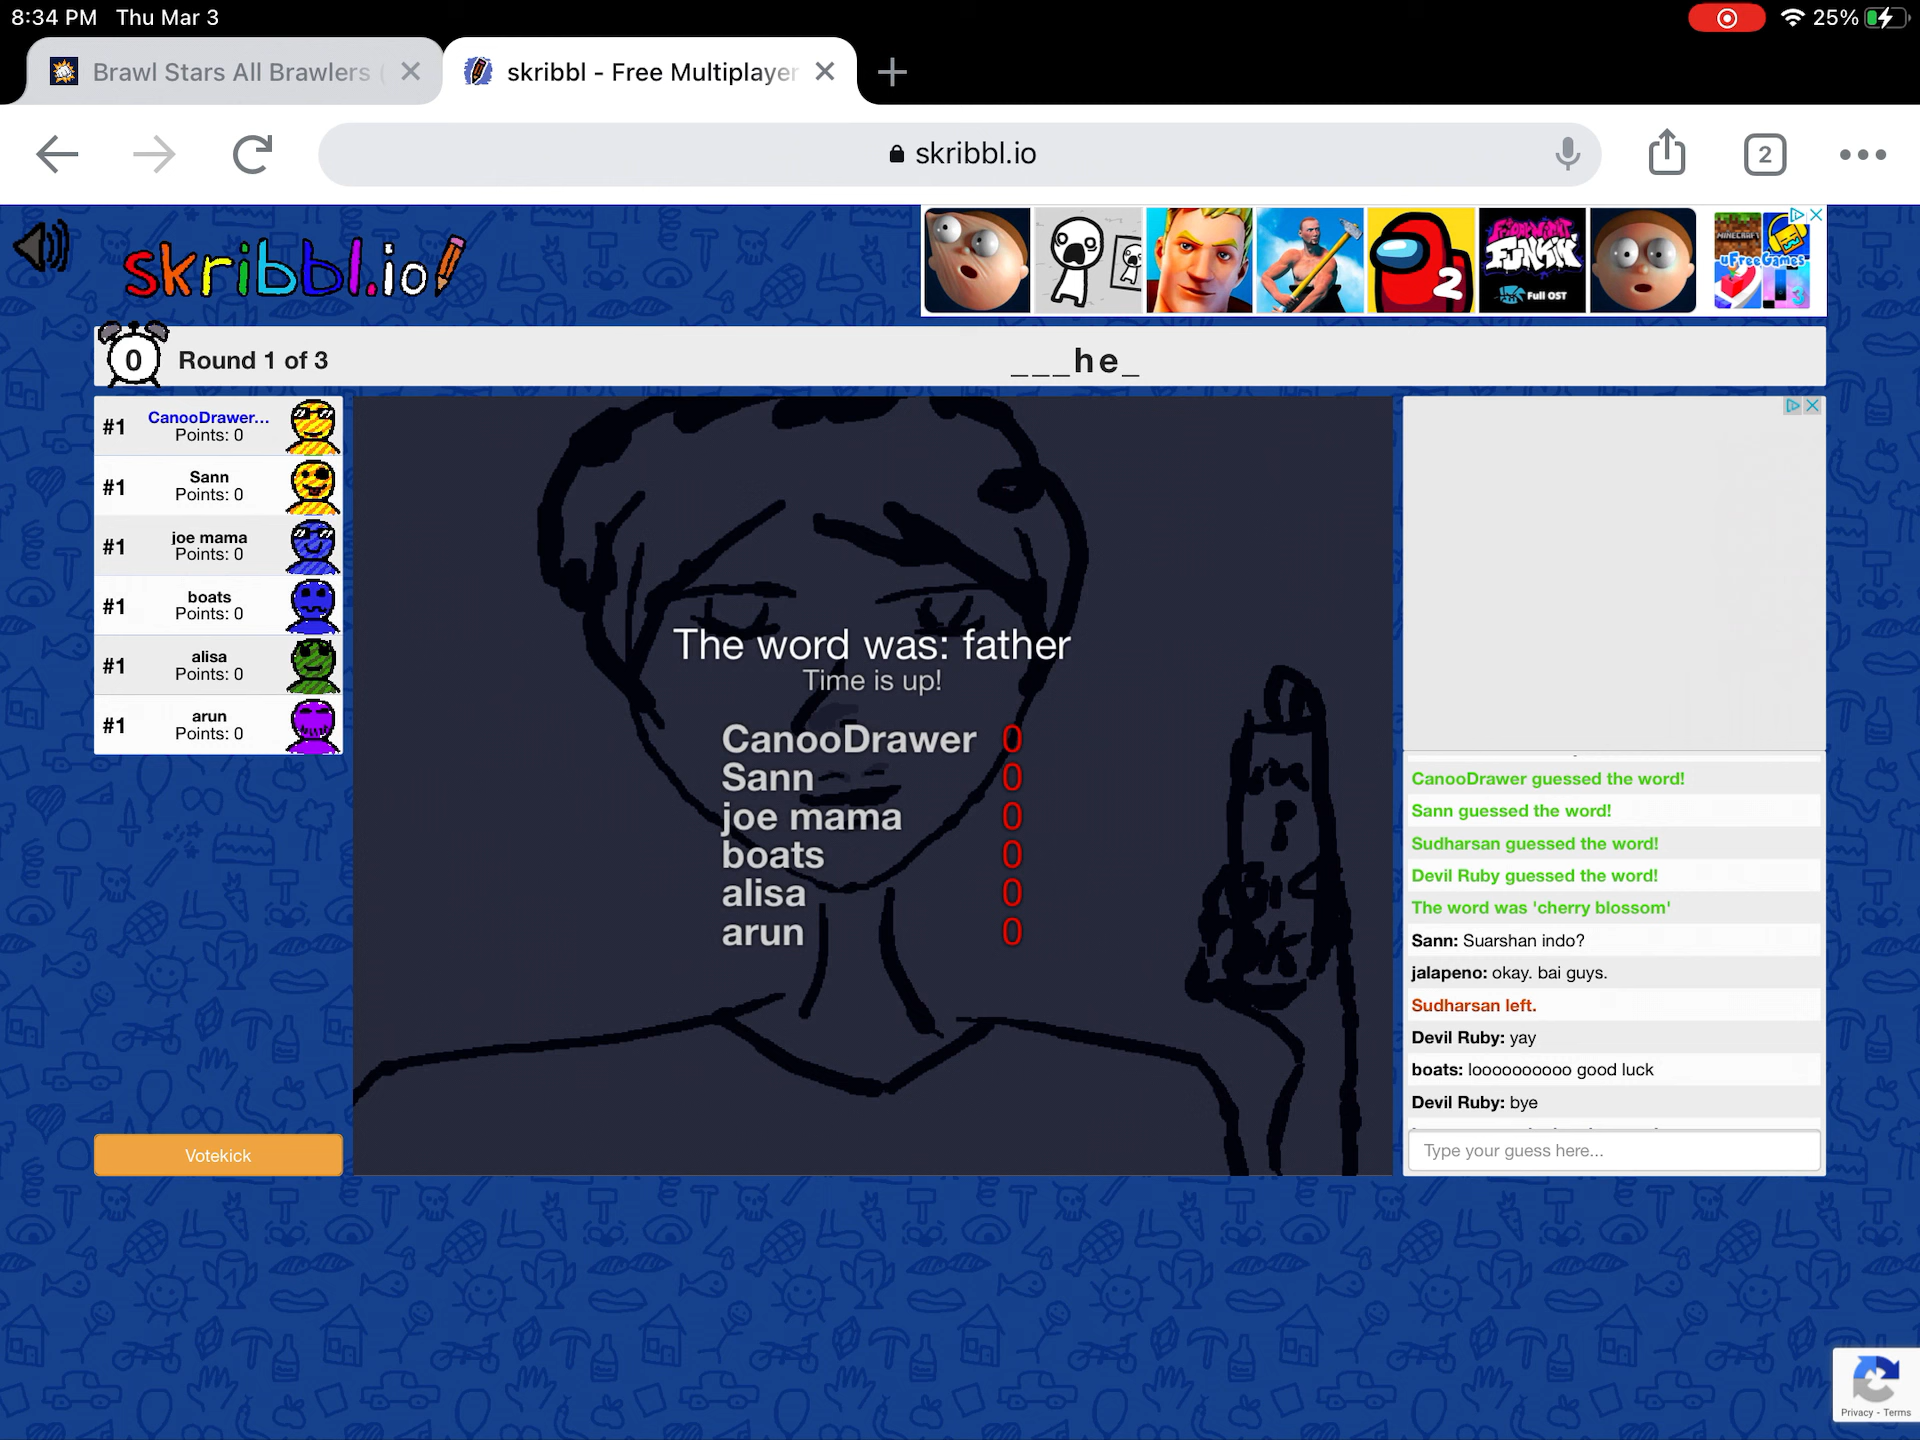 8:34 PM Thu Mar 3
25%
Brawl Stars All Brawlers (
skribbl - Free Multiplayer
skribbl.io
2
skribbl.io
2
FRIDAY NIGHT
FUNKIN'
Full OST
MINECRAFT
uFreeGames
3
0
Round 1 of 3
___he_
#1 CanooDrawer...
Points: 0
#1 Sann
Points: 0
#1 joe mama
Points: 0
#1 boats
Points: 0
#1 alisa
Points: 0
#1 arun
Points: 0
Votekick
The word was: father
Time is up!
CanooDrawer 0
Sann 0
joe mama 0
boats 0
alisa 0
arun 0
CanooDrawer guessed the word!
Sann guessed the word!
Sudharsan guessed the word!
Devil Ruby guessed the word!
The word was 'cherry blossom'
Sann: Suarshan indo?
jalapeno: okay. bai guys.
Sudharsan left.
Devil Ruby: yay
boats: loooooooooo good luck
Devil Ruby: bye
Type your guess here...
Privacy - Terms